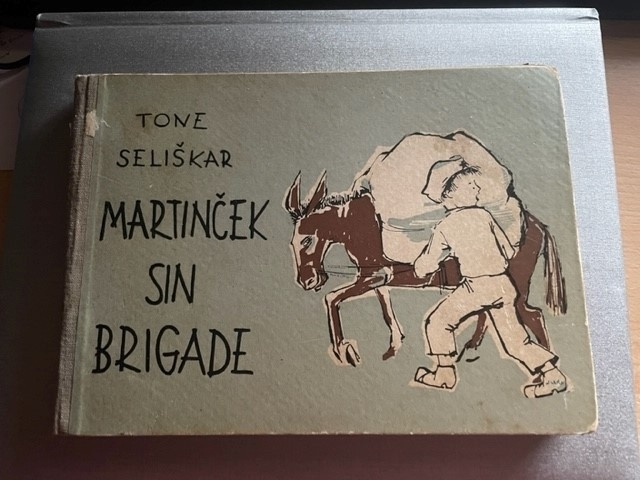 TONE
SELIŠKAR
MARTINČEK
SIN
BRIGADE